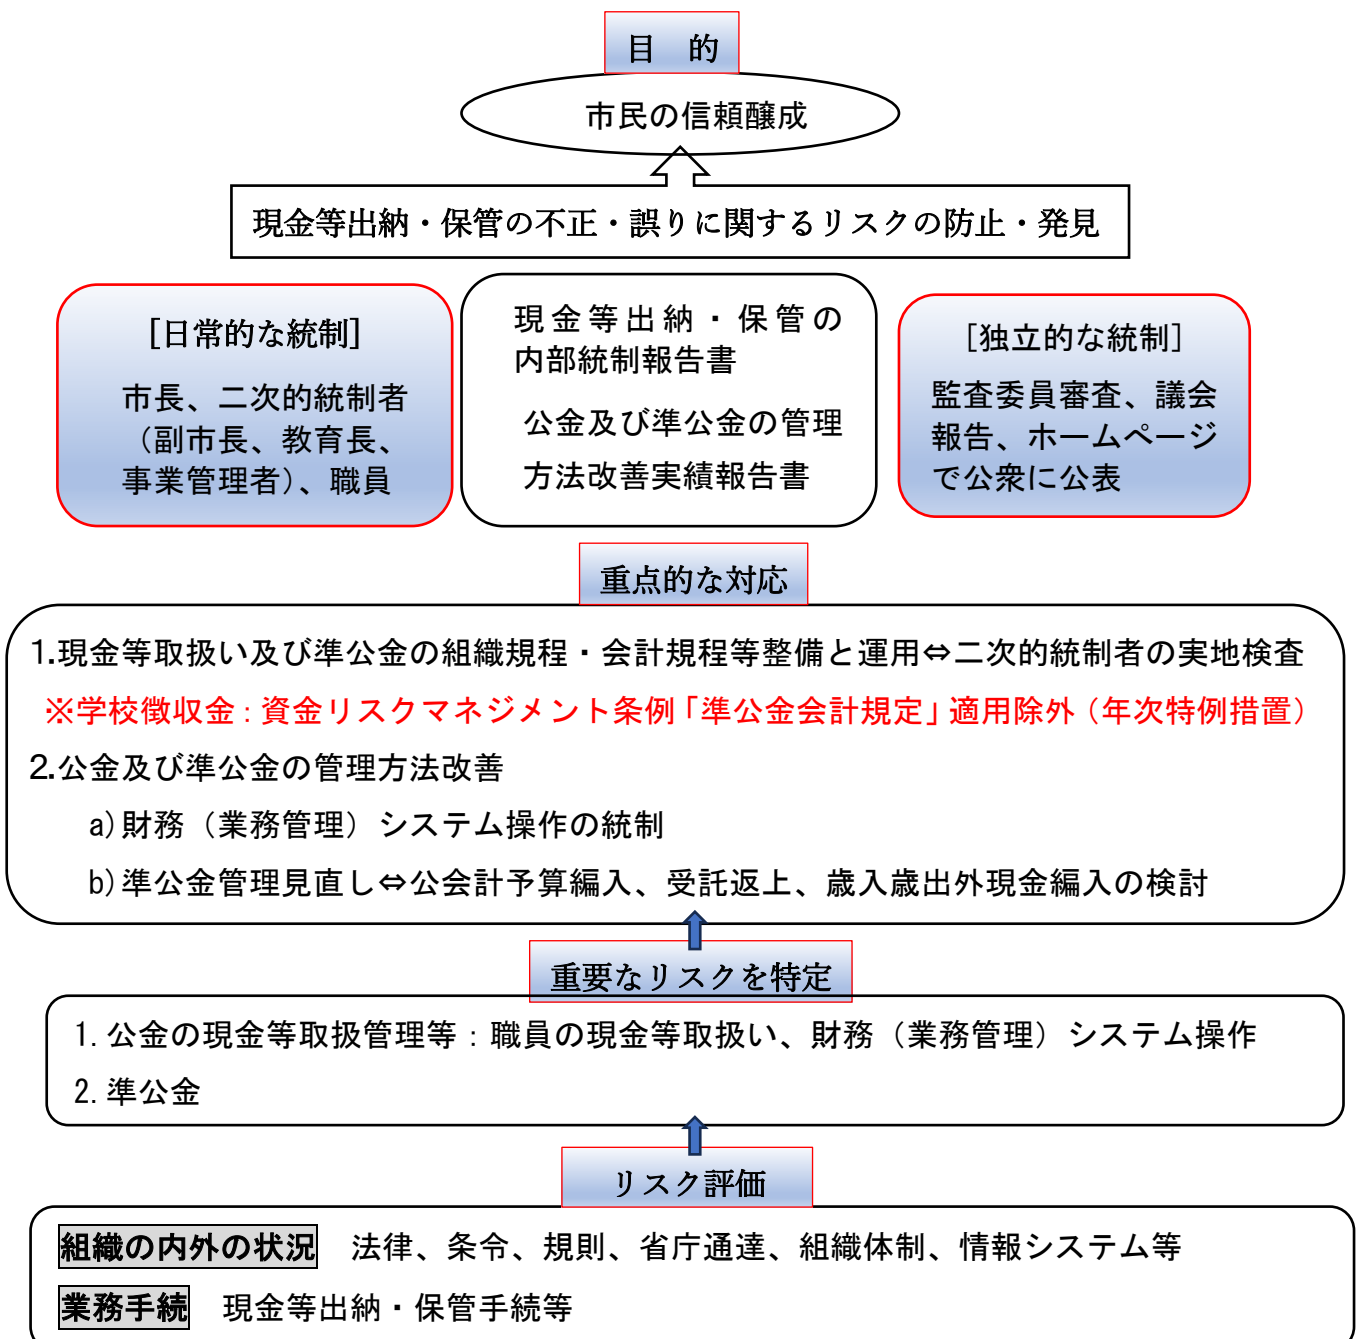 目　的
市民の信頼醸成
現金等出納・保管の不正・誤りに関するリスクの防止・発見
［日常的な統制］
市長、二次的統制者
（副市長、教育長、
事業管理者）、職員
現金等出納・保管の
内部統制報告書
公金及び準公金の管理
方法改善実績報告書
［独立的な統制］
監査委員審査、議会
報告、ホームページ
で公衆に公表
重点的な対応
1.現金等取扱い及び準公金の組織規程・会計規程等整備と運用⇔二次的統制者の実地検査
※学校徴収金：資金リスクマネジメント条例「準公金会計規定」適用除外（年次特例措置）
2.公金及び準公金の管理方法改善
a)財務（業務管理）システム操作の統制
b)準公金管理見直し⇔公会計予算編入、受託返上、歳入歳出外現金編入の検討
重要なリスクを特定
1.公金の現金等取扱管理等：職員の現金等取扱い、財務（業務管理）システム操作
2.準公金
リスク評価
組織の内外の状況　法律、条令、規則、省庁通達、組織体制、情報システム等
業務手続　現金等出納・保管手続等